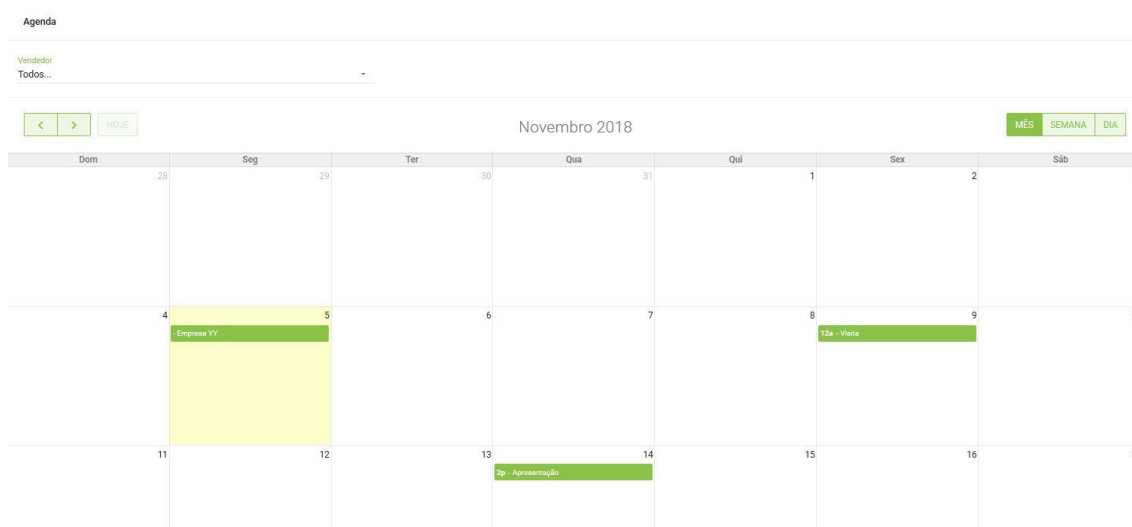 Agenda
Vendedor
Todos...
HOJE
Novembro 2018
MÊS SEMANA DIA
Dom Seg Ter Qua Qui Sex Sáb
28 29 30 31 1 2
4 5 6 7 8 9
- Empresa YY 12a - Visita
11 12 13 14 15 16
2p - Apresentação